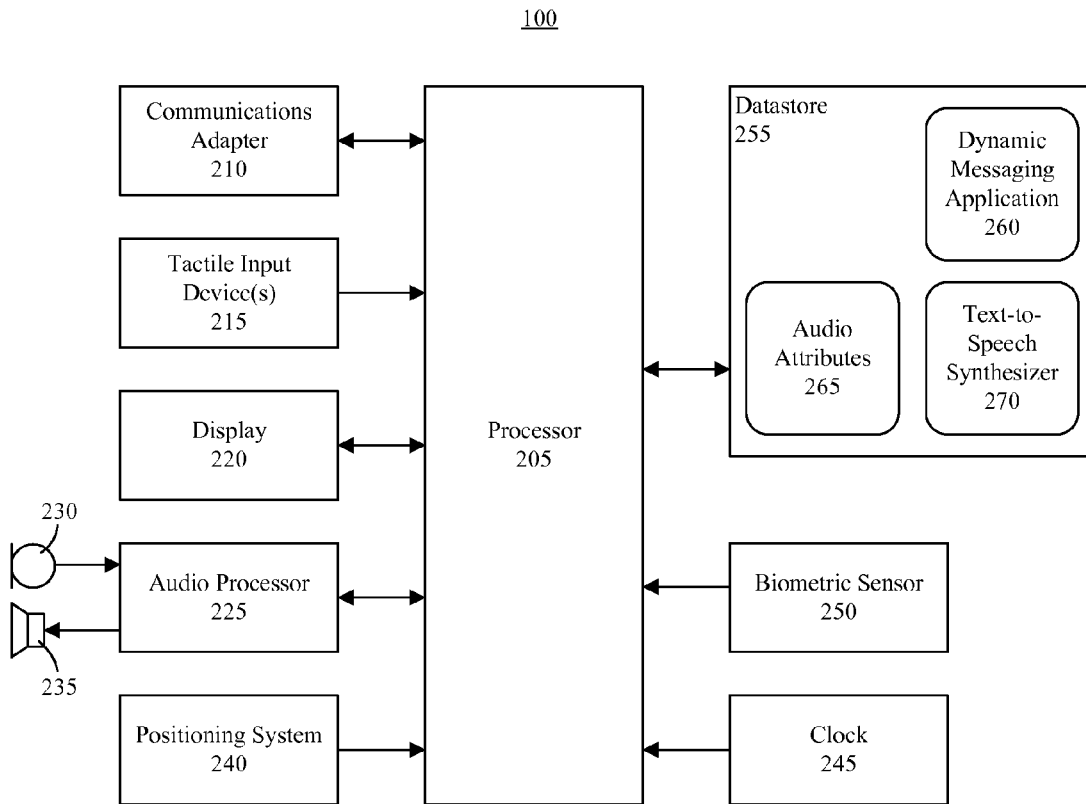 100
Communications
Adapter
210
Tactile Input
Device(s)
215
Display
220
230
Audio Processor
225
235
Positioning System
240
Processor
205
Datastore
255
Dynamic
Messaging
Application
260
Audio
Attributes
265
Text-to-
Speech
Synthesizer
270
Biometric Sensor
250
Clock
245